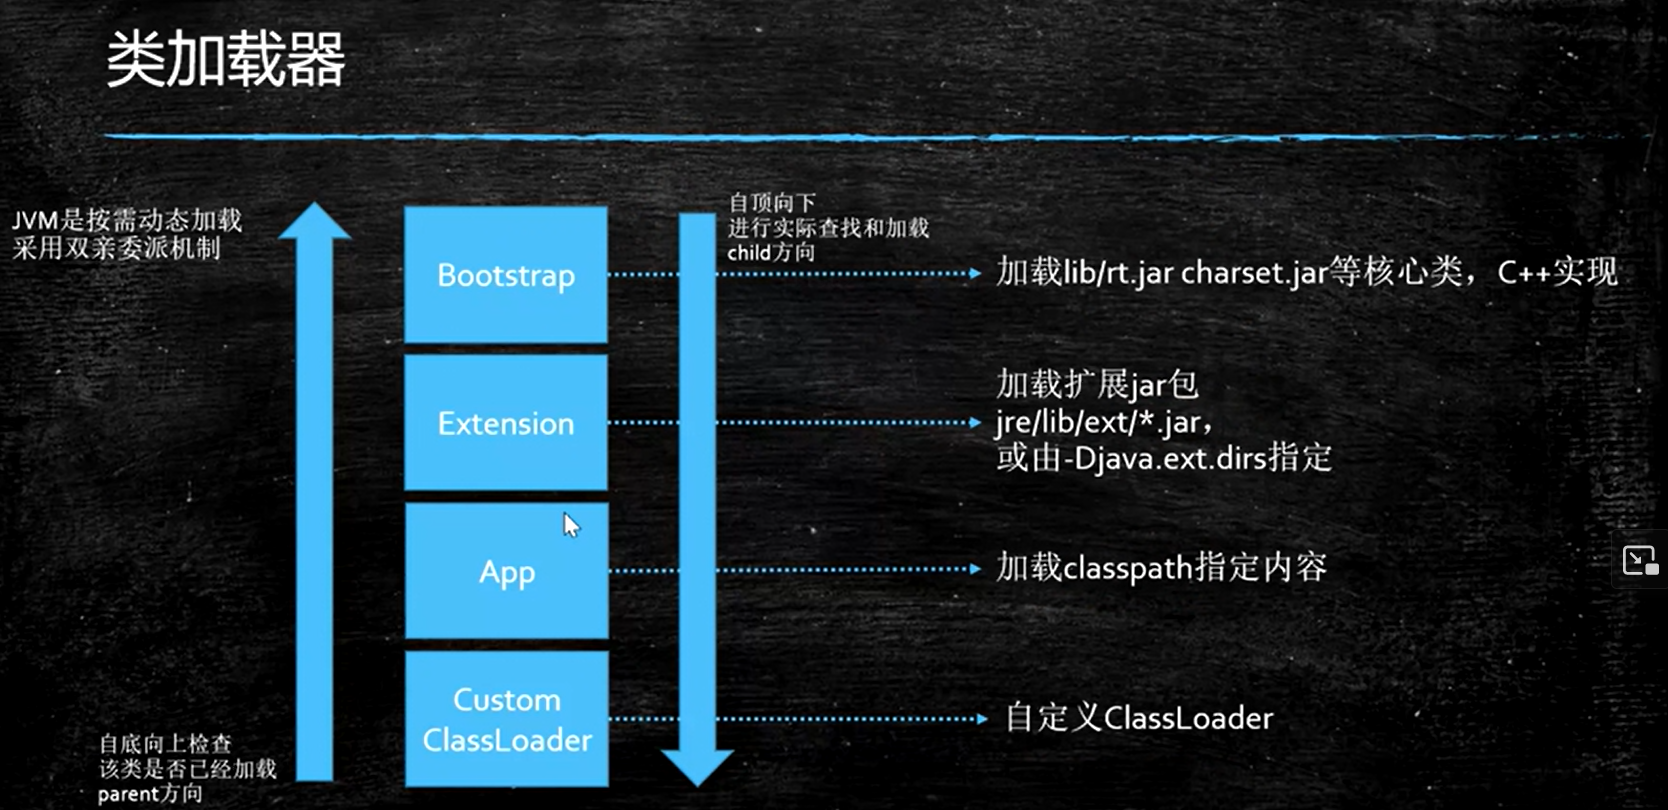 类加载器
JVM是按需动态加载
采用双亲委派机制
自顶向下
进行实际查找和加载
child方向
Bootstrap
加载lib/rt.jar charset.jar等核心类，C++实现
Extension
加载扩展jar包
jre/lib/ext/*.jar，
或由-Djava.ext.dirs指定
App
加载classpath指定内容
Custom
ClassLoader
自定义ClassLoader
自底向上检查
该类是否已经加载
parent方向